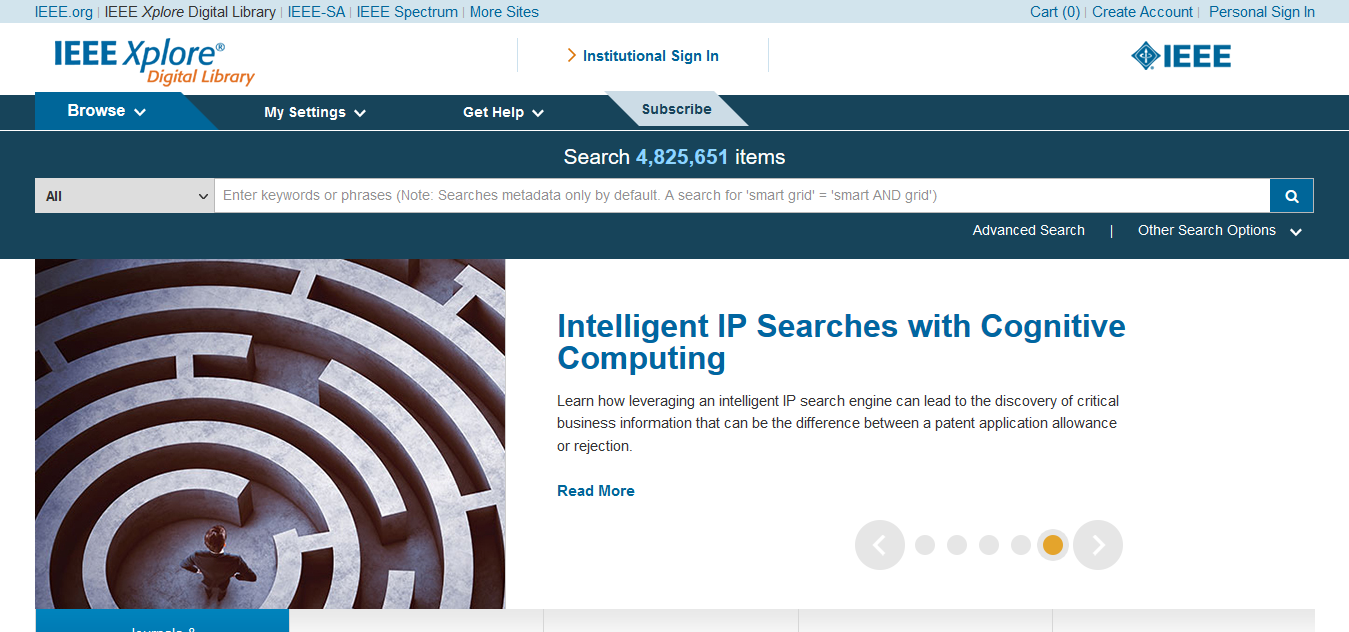 IEEE.org | IEEE Xplore Digital Library | IEEE-SA | IEEE Spectrum | More Sites
Cart (0) | Create Account | Personal Sign In
IEEE Xplore®
Digital Library
Institutional Sign In
IEEE
Browse
My Settings
Get Help
Subscribe
Search 4,825,651 items
All
Enter keywords or phrases (Note: Searches metadata only by default. A search for 'smart grid' = 'smart AND grid')
Advanced Search | Other Search Options
Intelligent IP Searches with Cognitive
Computing
Learn how leveraging an intelligent IP search engine can lead to the discovery of critical
business information that can be the difference between a patent application allowance
or rejection.
Read More
Journals &